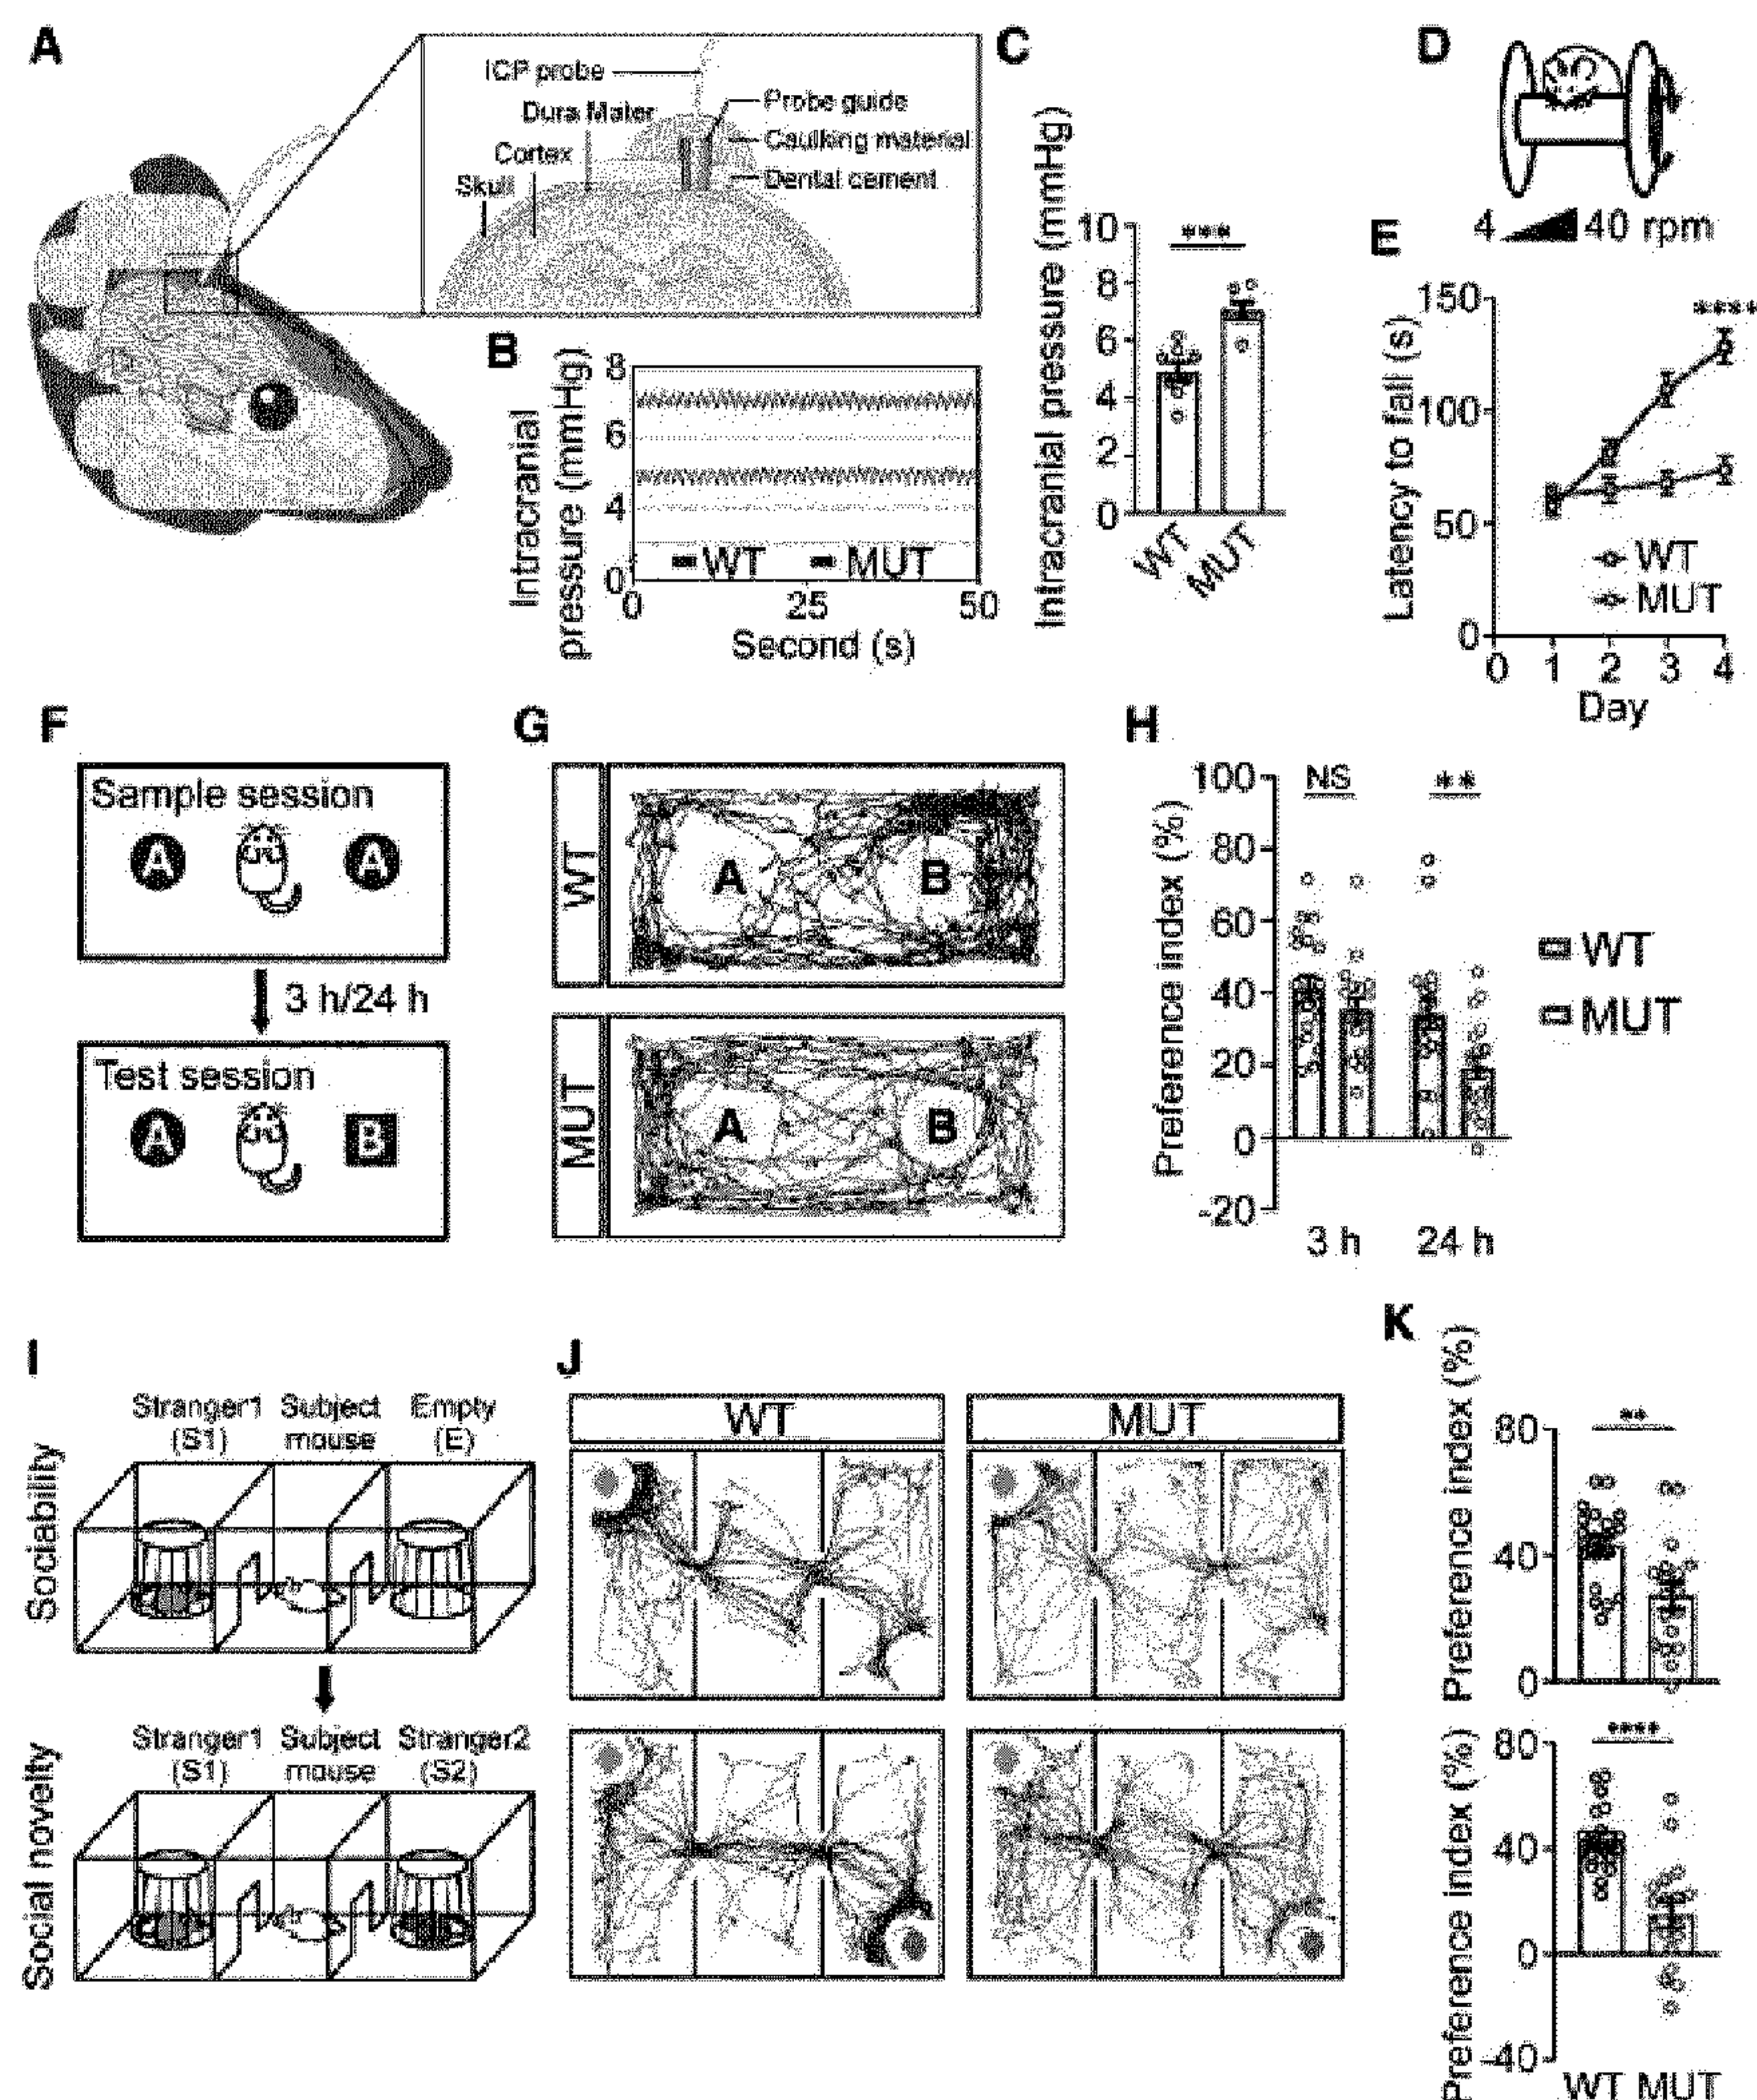 A
ICP probe
Dura Mater
Cortex
Skull
Probe guide
Caulking material
Dental cement
B
Intracranial
pressure (mmHg)
8
6
4
0
WT
MUT
0
25
50
Second (s)
C
Intracranial pressure (mmHg)
10
8
6
4
2
0
***
WT
MUT
D
4
40 rpm
E
Latency to fall (s)
150
100
50
0
****
WT
MUT
0
1
2
3
4
Day
F
Sample session
A
A
3 h/24 h
Test session
A
B
G
WT
A
B
MUT
A
B
H
Preference index (%)
100
80
60
40
20
0
-20
NS
**
3 h
24 h
WT
MUT
I
Sociability
Stranger1
(S1)
Subject
mouse
Empty
(E)
Social novelty
Stranger1
(S1)
Subject
mouse
Stranger2
(S2)
J
WT
MUT
K
Preference index (%)
80
40
0
**
Preference index (%)
80
40
0
-40
****
WT MUT